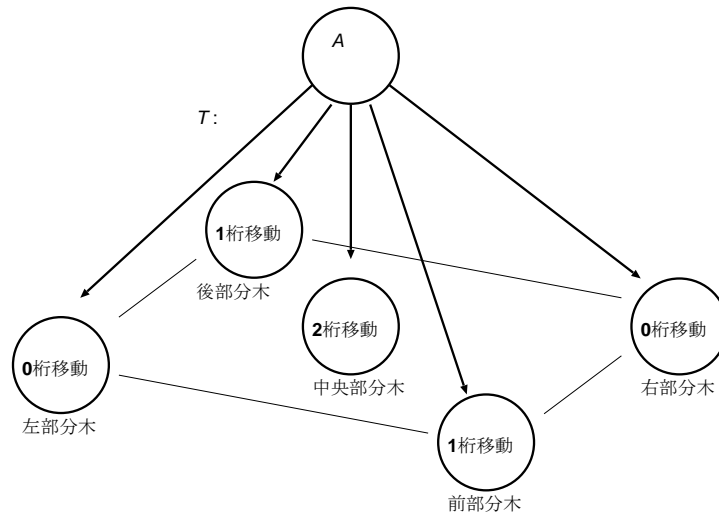 A
T :
1桁移動
後部分木
2桁移動
中央部分木
0桁移動
右部分木
0桁移動
左部分木
1桁移動
前部分木